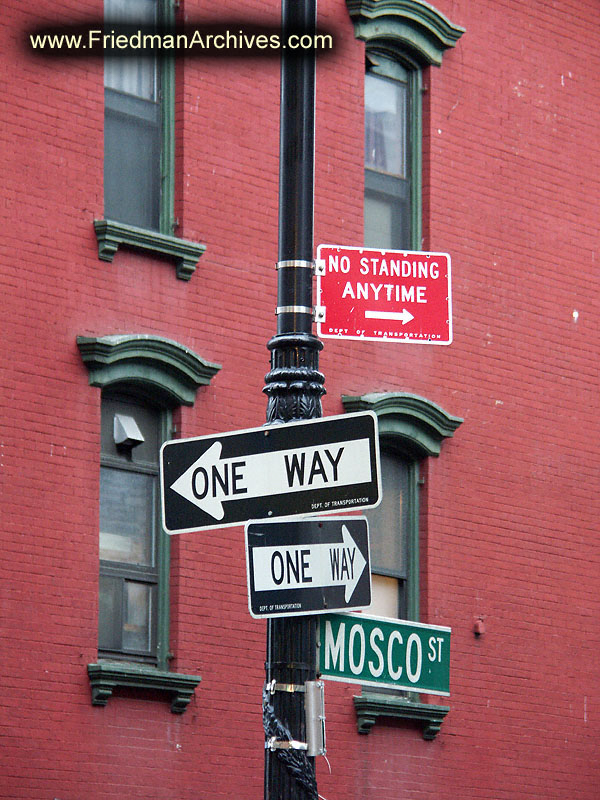 www.FriedmanArchives.com
NO STANDING
ANYTIME
DEPT OF TRANSPORTATION
ONE WAY
DEPT. OF TRANSPORTATION
ONE WAY
DEPT. OF TRANSPORTATION
MOSCO ST